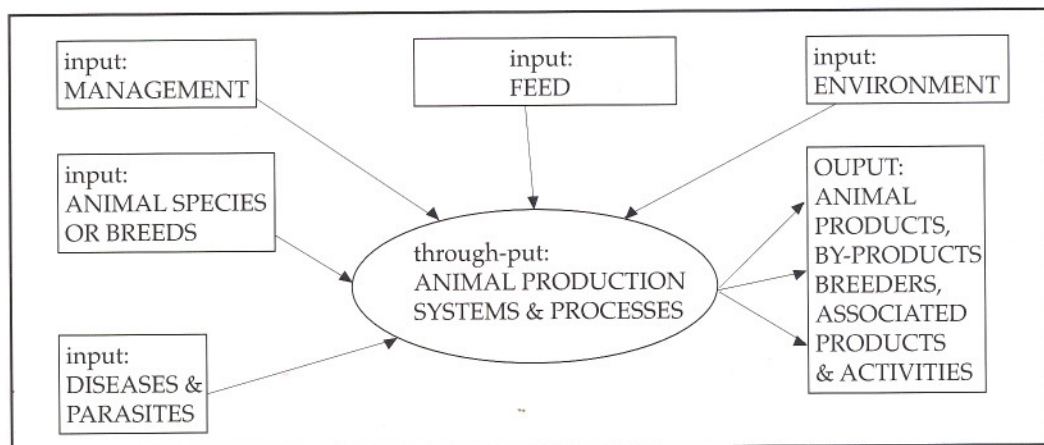 input:
MANAGEMENT
input:
FEED
input:
ENVIRONMENT
input:
ANIMAL SPECIES
OR BREEDS
through-put:
ANIMAL PRODUCTION
SYSTEMS & PROCESSES
OUPUT:
ANIMAL
PRODUCTS,
BY-PRODUCTS
BREEDERS,
ASSOCIATED
PRODUCTS
& ACTIVITIES
input:
DISEASES &
PARASITES